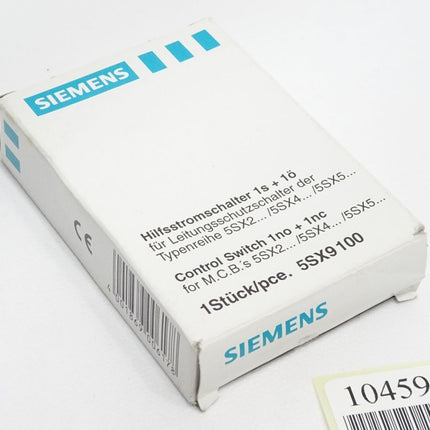 SIEMENS
Hilfsstromschalter 1s + 1ö
für Leitungsschutzschalter der
Typenreihe 5SX2... /5SX4... /5SX5...
Control Switch 1no + 1nc
for M.C.B.'s 5SX2... /5SX4... /5SX5...
1Stück/pce. 5SX9100
CE
SIEMENS
10459